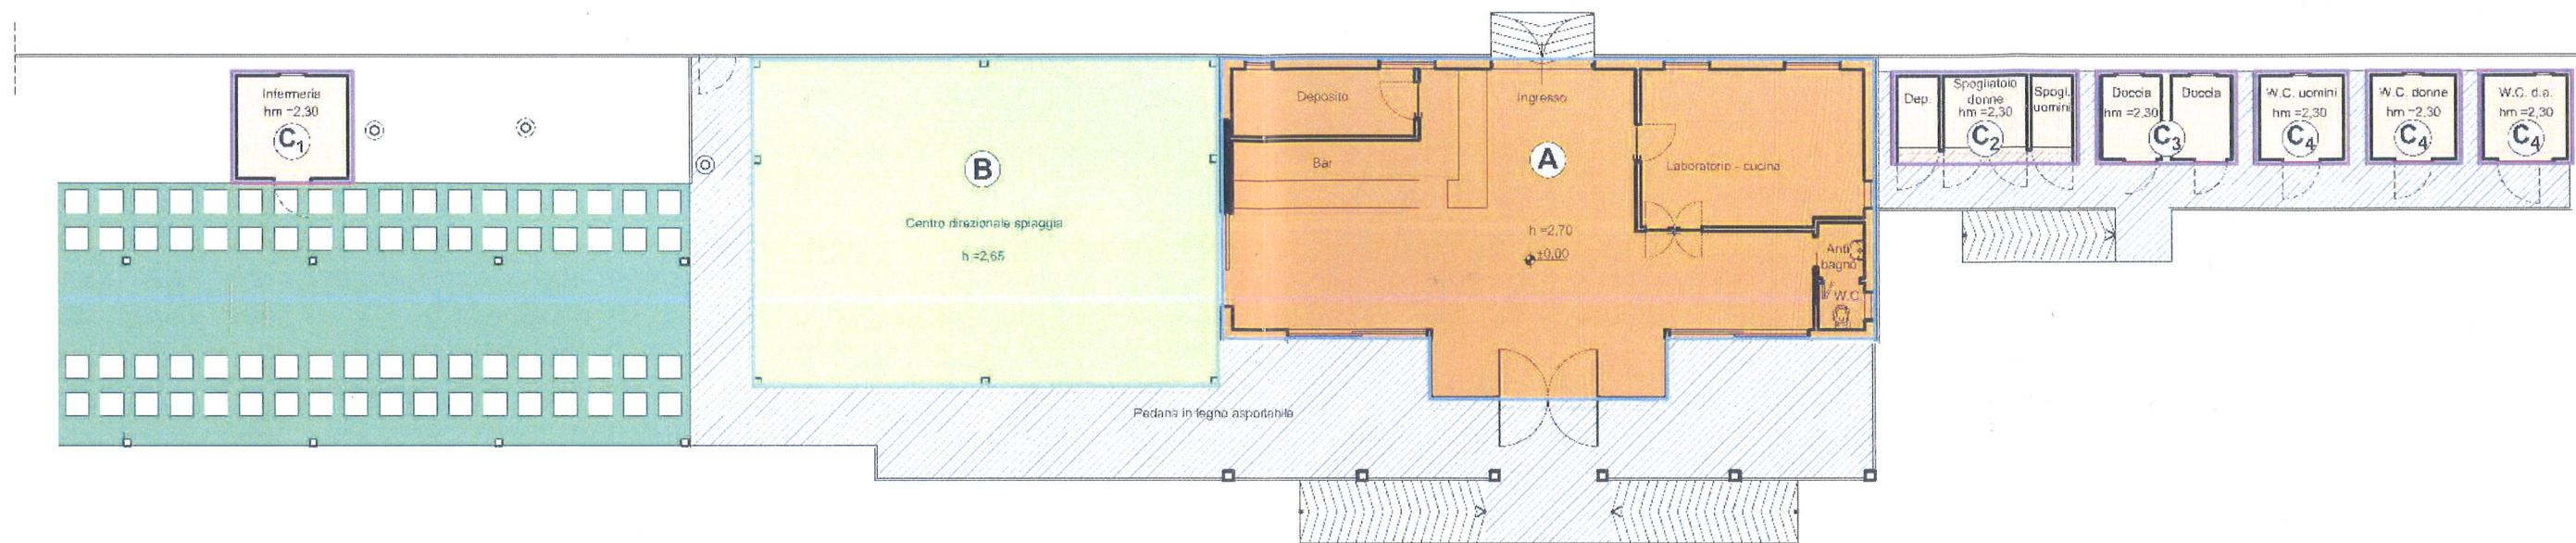 Infermeria
hm =2,30
C1
B
Centro direzionale spiaggia
h =2,65
Deposito
Bar
Ingresso
A
h =2,70
±0,00
Laboratorio - cucina
Anti
bagno
W.C.
Pedana in legno asportabile
Dep.
Spogliatoio
donne
hm =2,30
C2
Spogl.
uomini
Doccia
hm =2,30
Doccia
C3
W.C. uomini
hm =2,30
C4
W.C. donne
hm =2,30
C4
W.C. d.a.
hm =2,30
C4